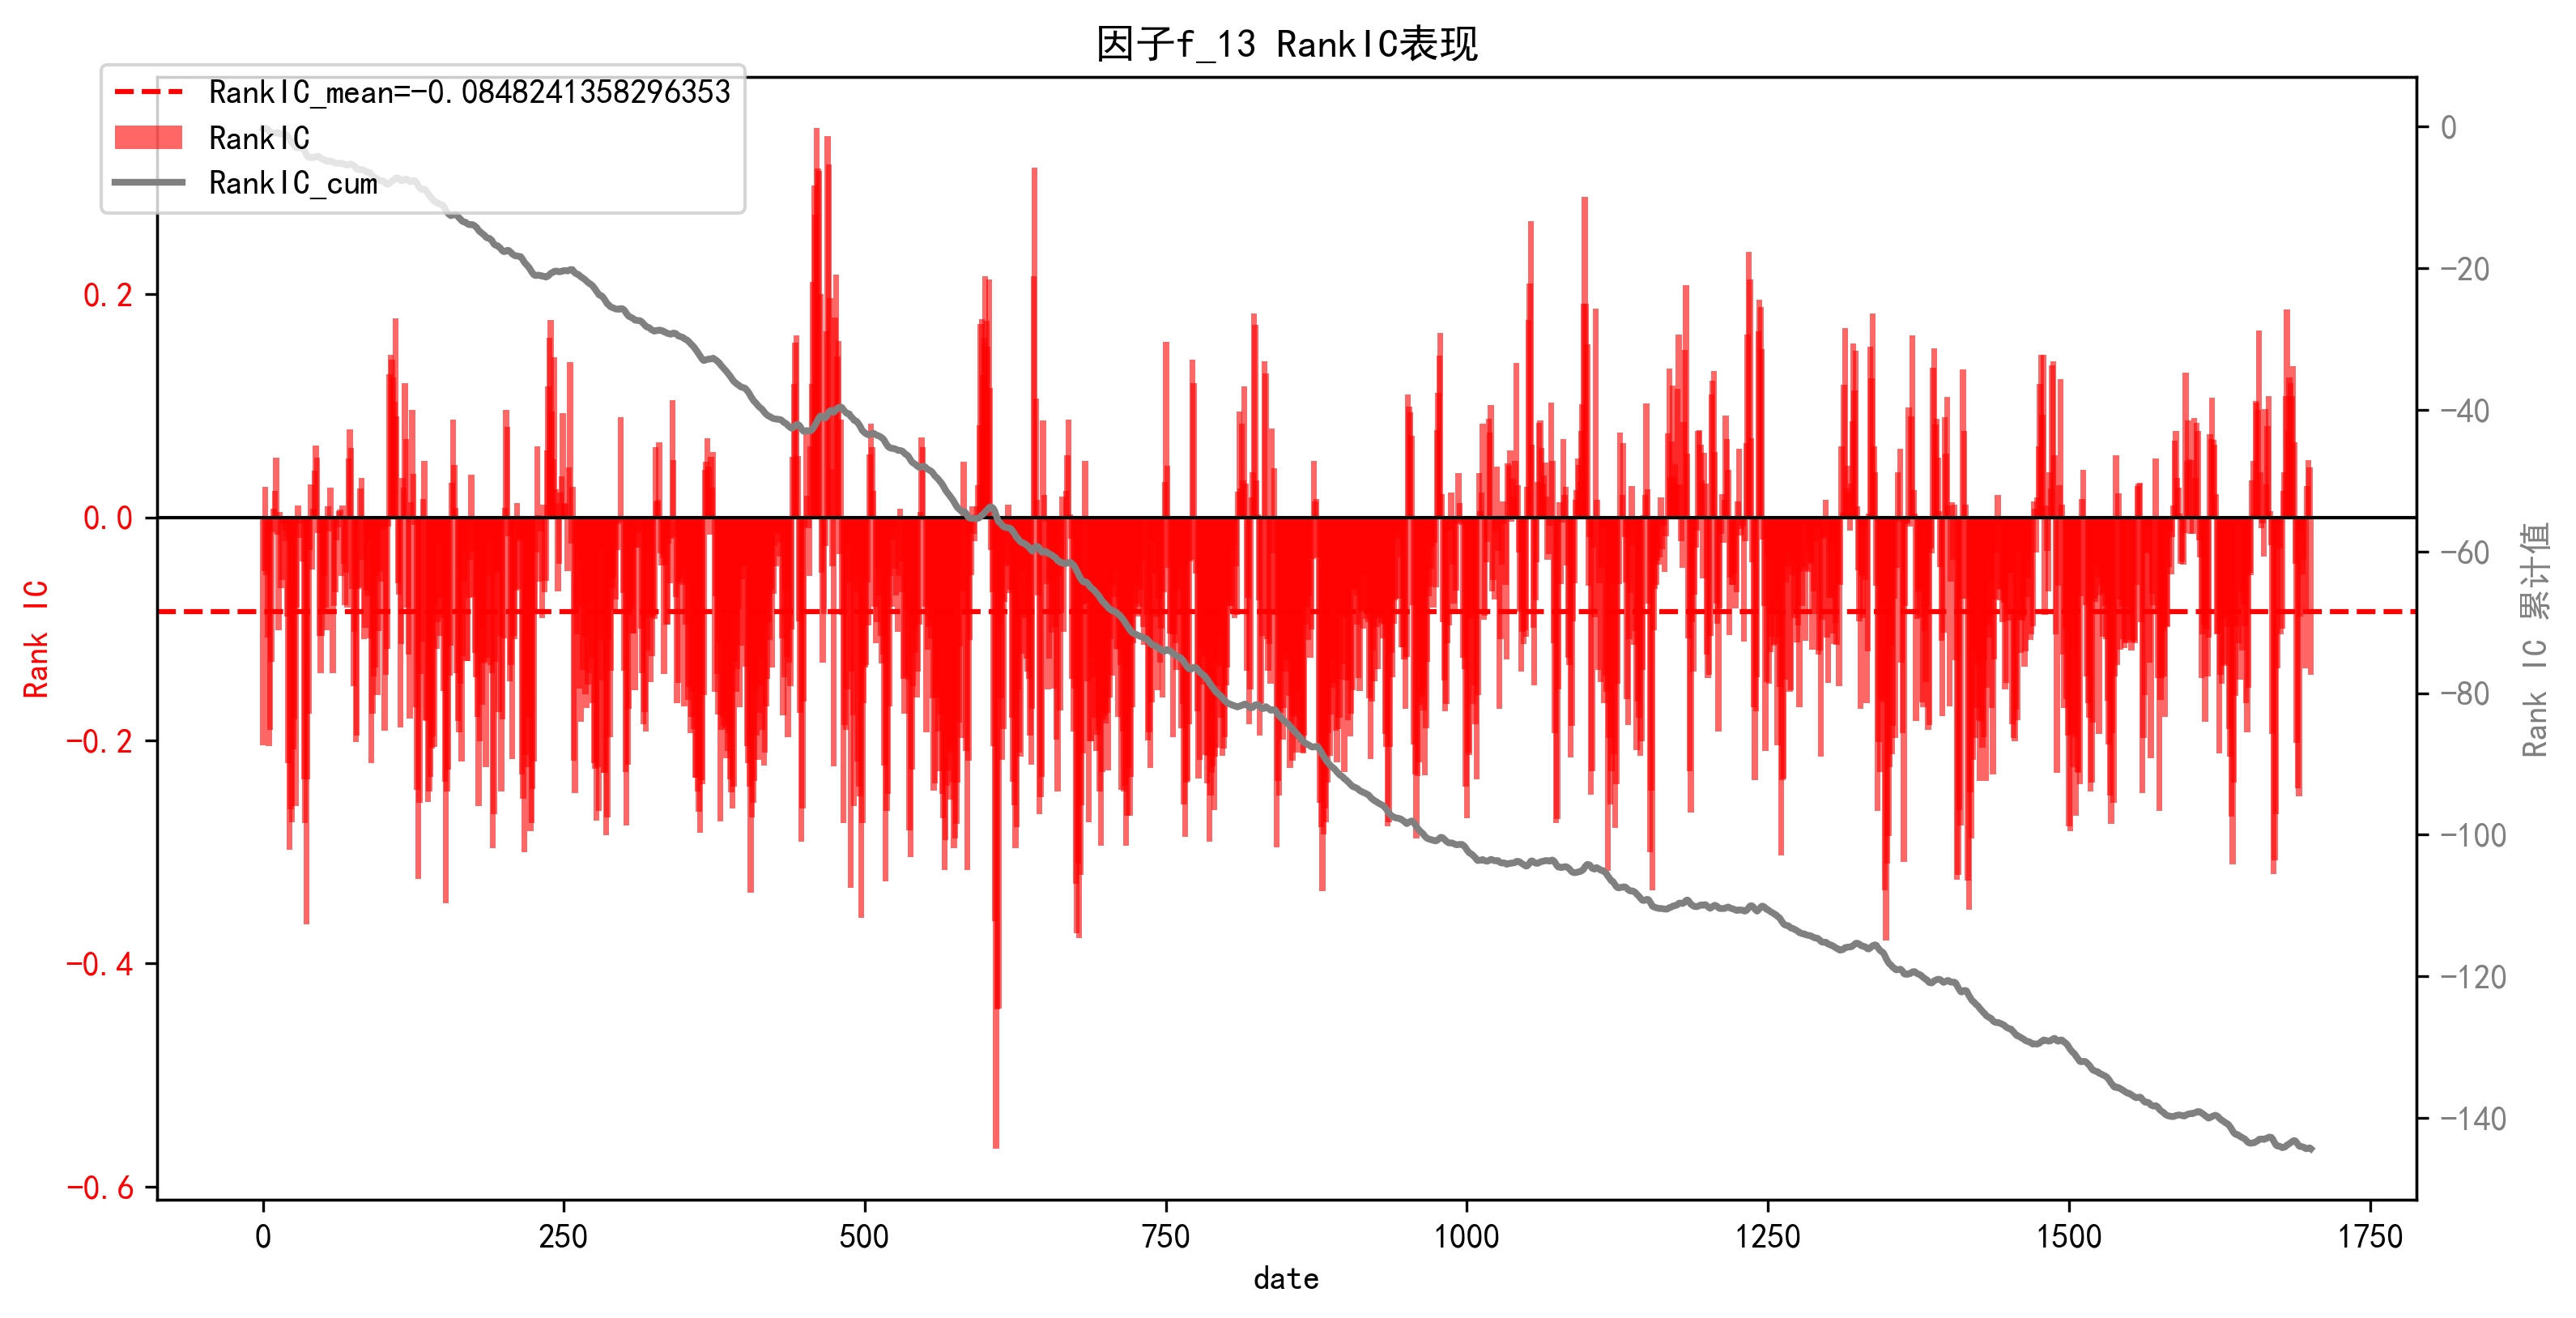 因子f_13 RankIC表现
RankIC_mean=-0.0848241358296353
RankIC
RankIC_cum
0.2
0.0
−0.2
−0.4
−0.6
Rank IC
0
−20
−40
−60
−80
−100
−120
−140
Rank IC 累计值
0 250 500 750 1000 1250 1500 1750
date